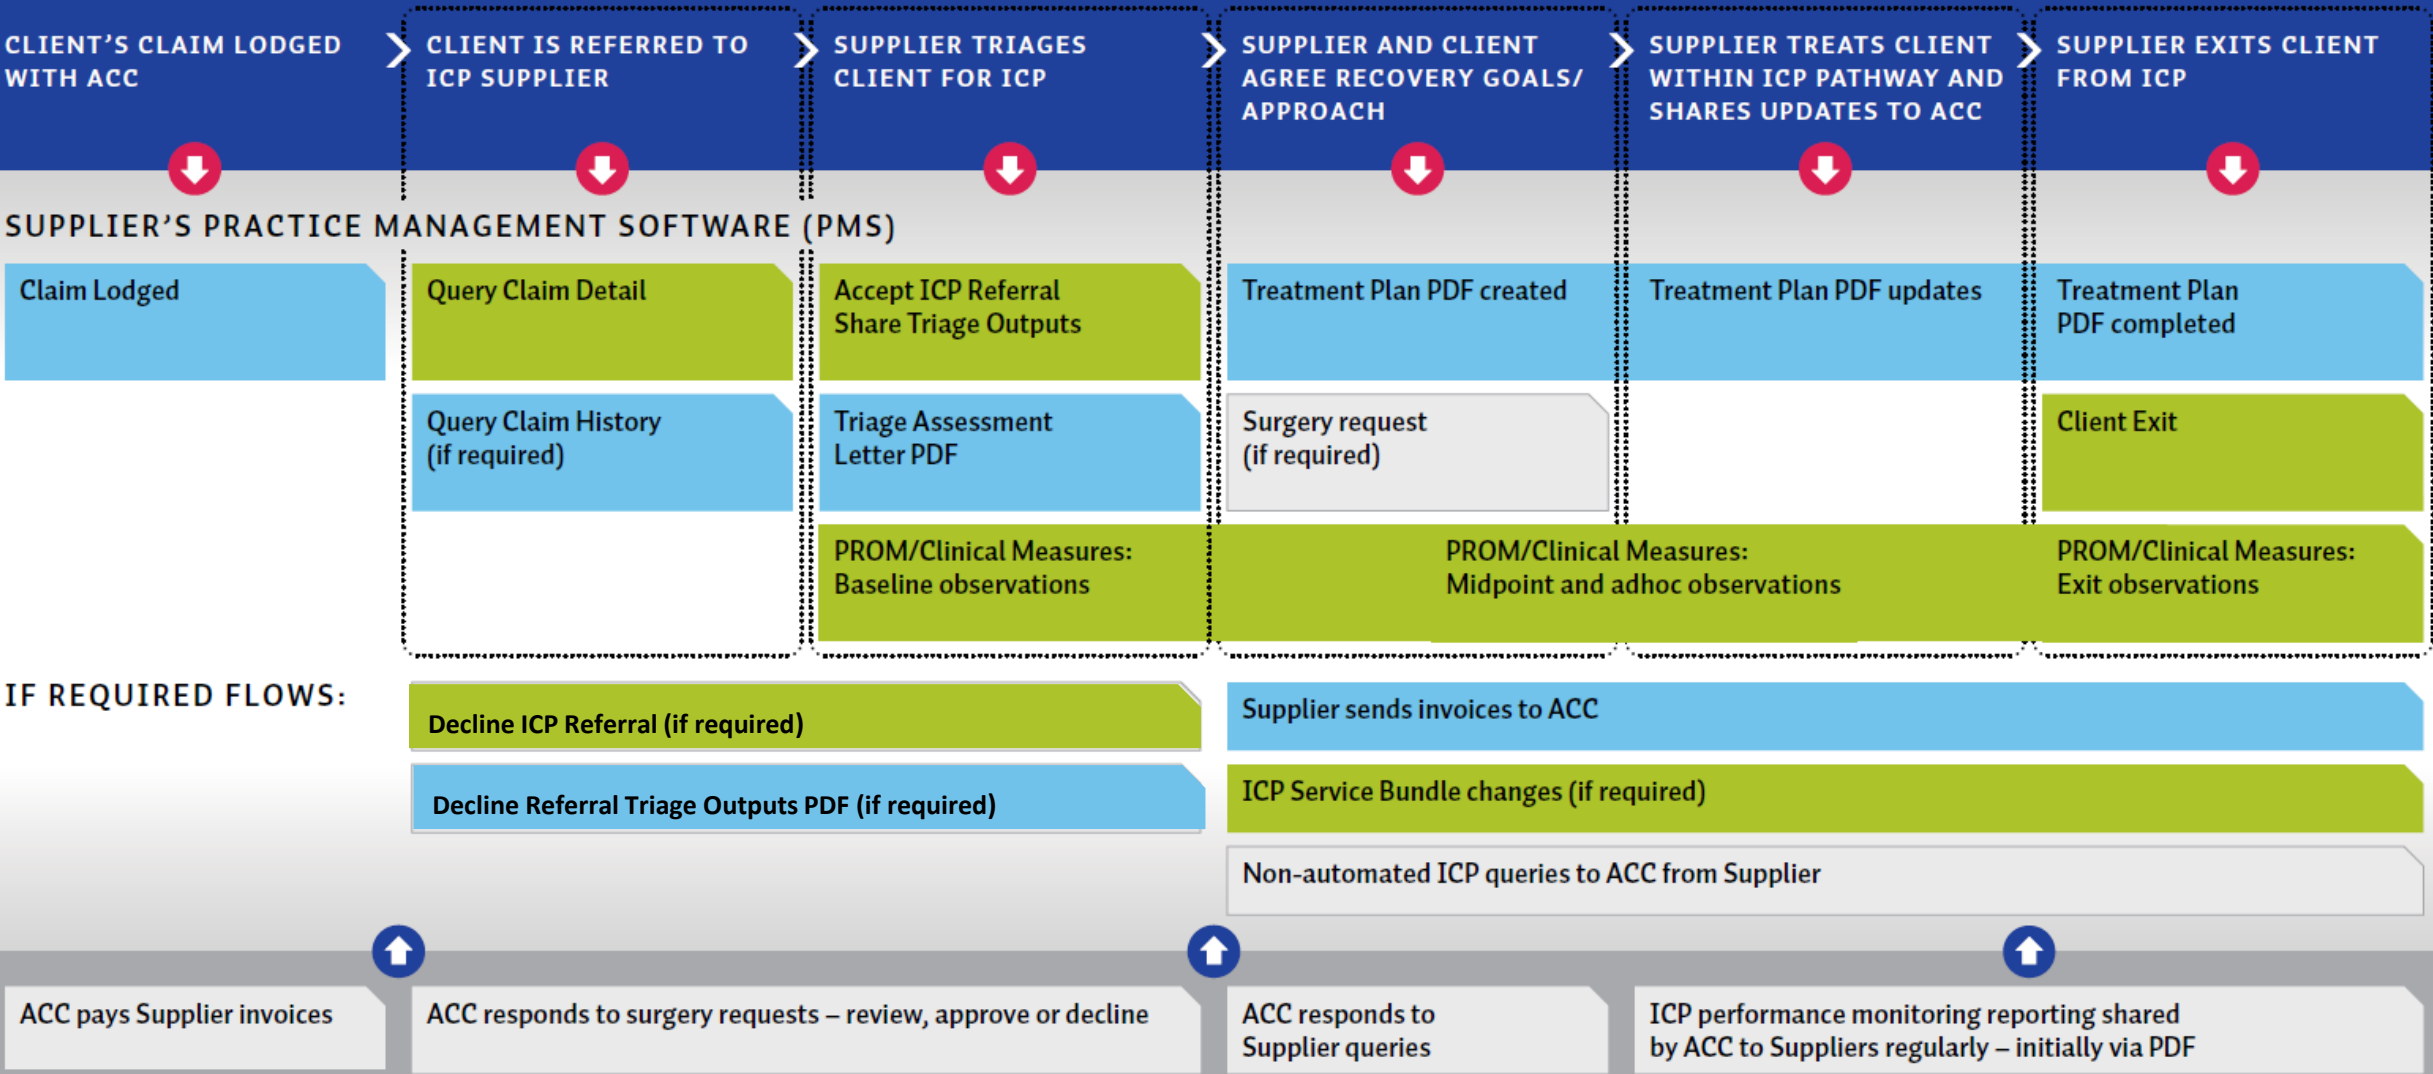 CLIENT’S CLAIM LODGED
WITH ACC
CLIENT IS REFERRED TO
ICP SUPPLIER
SUPPLIER TRIAGES
CLIENT FOR ICP
SUPPLIER AND CLIENT
AGREE RECOVERY GOALS/
APPROACH
SUPPLIER TREATS CLIENT
WITHIN ICP PATHWAY AND
SHARES UPDATES TO ACC
SUPPLIER EXITS CLIENT
FROM ICP
SUPPLIER’S PRACTICE MANAGEMENT SOFTWARE (PMS)
Claim Lodged
Query Claim Detail
Accept ICP Referral
Share Triage Outputs
Treatment Plan PDF created
Treatment Plan PDF updates
Treatment Plan
PDF completed
Query Claim History
(if required)
Triage Assessment
Letter PDF
Surgery request
(if required)
Client Exit
PROM/Clinical Measures:
Baseline observations
PROM/Clinical Measures:
Midpoint and adhoc observations
PROM/Clinical Measures:
Exit observations
IF REQUIRED FLOWS:
Decline ICP Referral (if required)
Supplier sends invoices to ACC
Decline Referral Triage Outputs PDF (if required)
ICP Service Bundle changes (if required)
Non-automated ICP queries to ACC from Supplier
ACC pays Supplier invoices
ACC responds to surgery requests – review, approve or decline
ACC responds to
Supplier queries
ICP performance monitoring reporting shared
by ACC to Suppliers regularly – initially via PDF